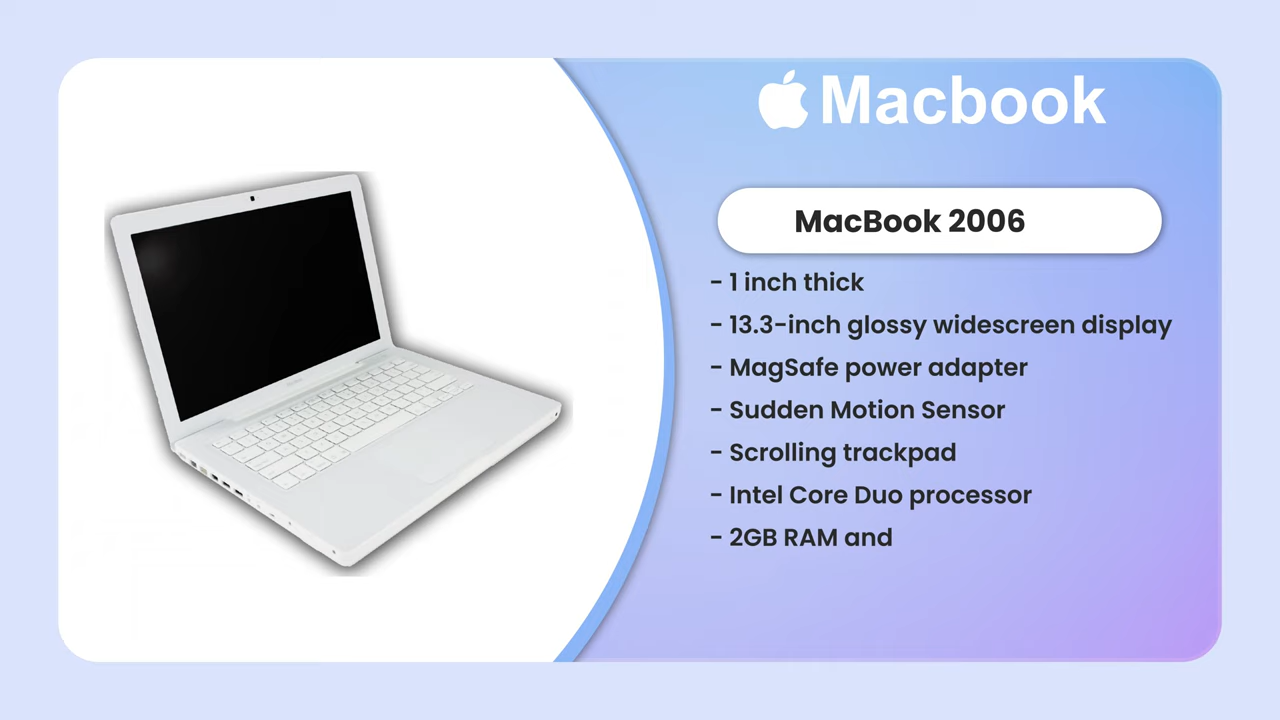 Macbook
MacBook 2006
- 1 inch thick
- 13.3-inch glossy widescreen display
- MagSafe power adapter
- Sudden Motion Sensor
- Scrolling trackpad
- Intel Core Duo processor
- 2GB RAM and